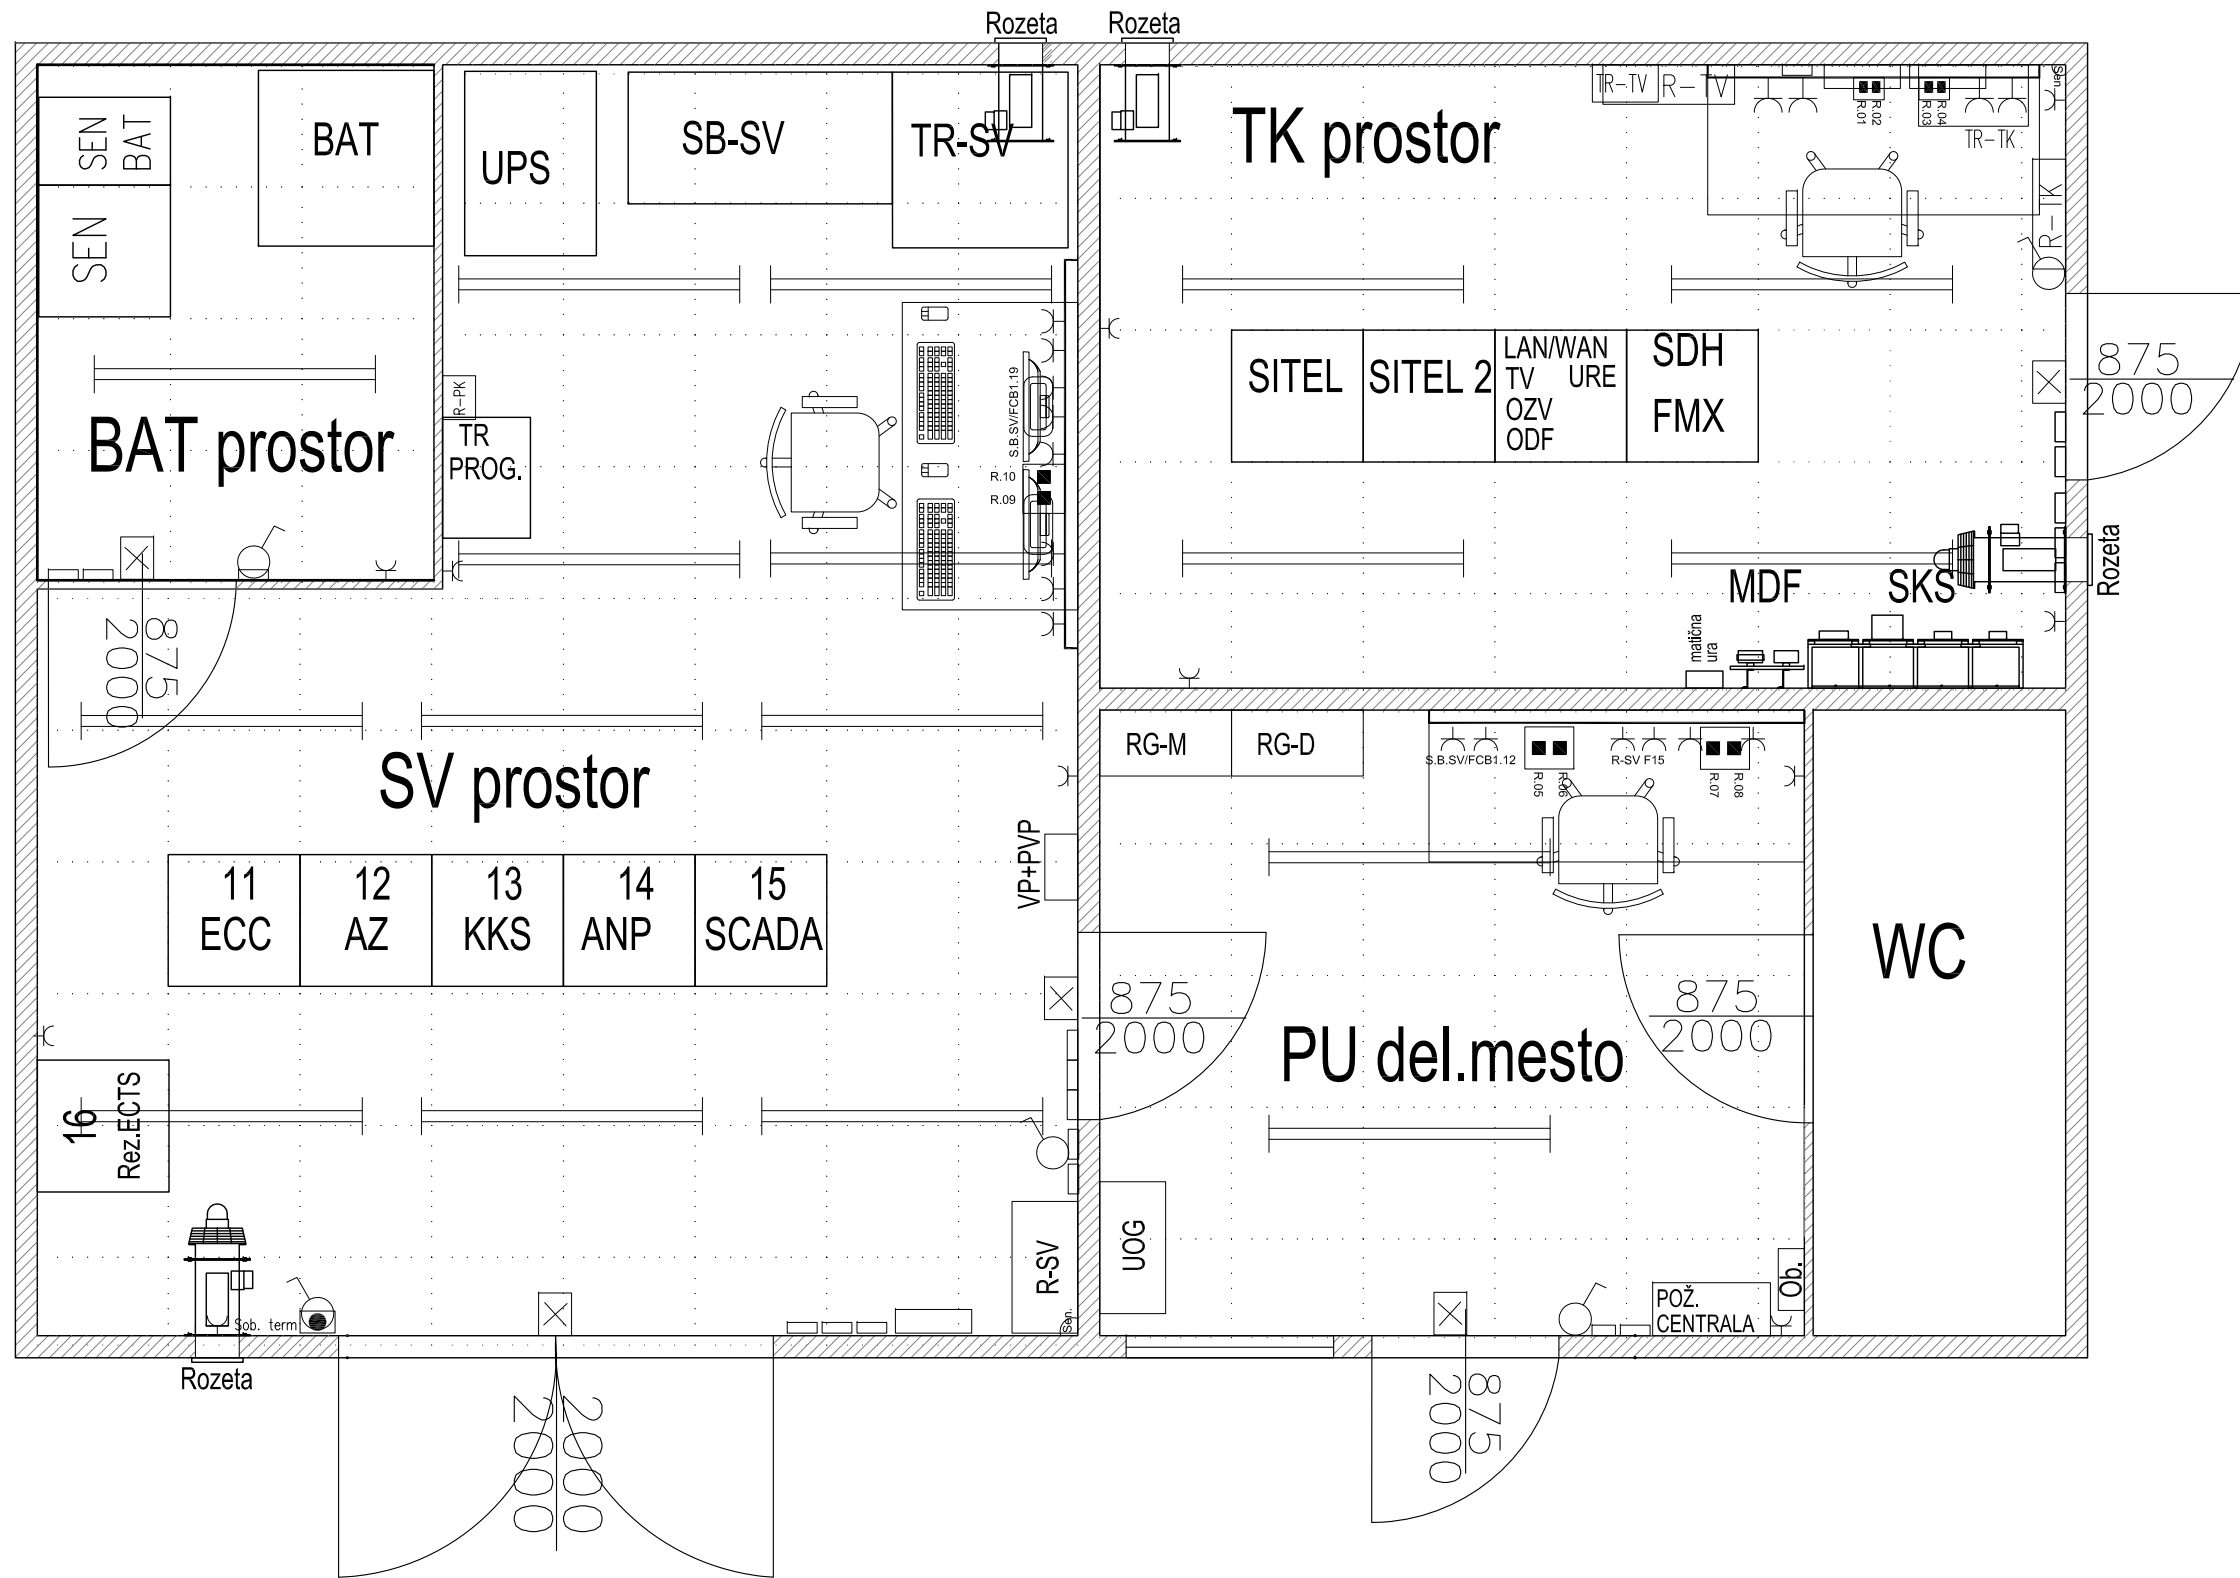 Rozeta
Rozeta
SEN
BAT
SEN
BAT
BAT prostor
875
2000
UPS
SB-SV
TR-SV
R-PK
TR
PROG.
S.B.SV/FCB1.19
R.10
R.09
TK prostor
TR-TV
R-TV
R.01
R.02
R.03
R.04
TR-TK
Sen.
R-TK
875
2000
SITEL
SITEL 2
LAN/WAN
TV URE
OZV
ODF
SDH
FMX
MDF
SKS
Rozeta
matična
ura
SV prostor
11
ECC
12
AZ
13
KKS
14
ANP
15
SCADA
VP+PVP
16
Rez.ECTS
Sob. term
Rozeta
R-SV
Sen.
2000
2000
RG-M
RG-D
S.B.SV/FCB1.12
R.05
R.06
R-SV F15
R.07
R.08
875
2000
875
2000
PU del.mesto
WC
UOG
Ob.
POŽ.
CENTRALA
875
2000